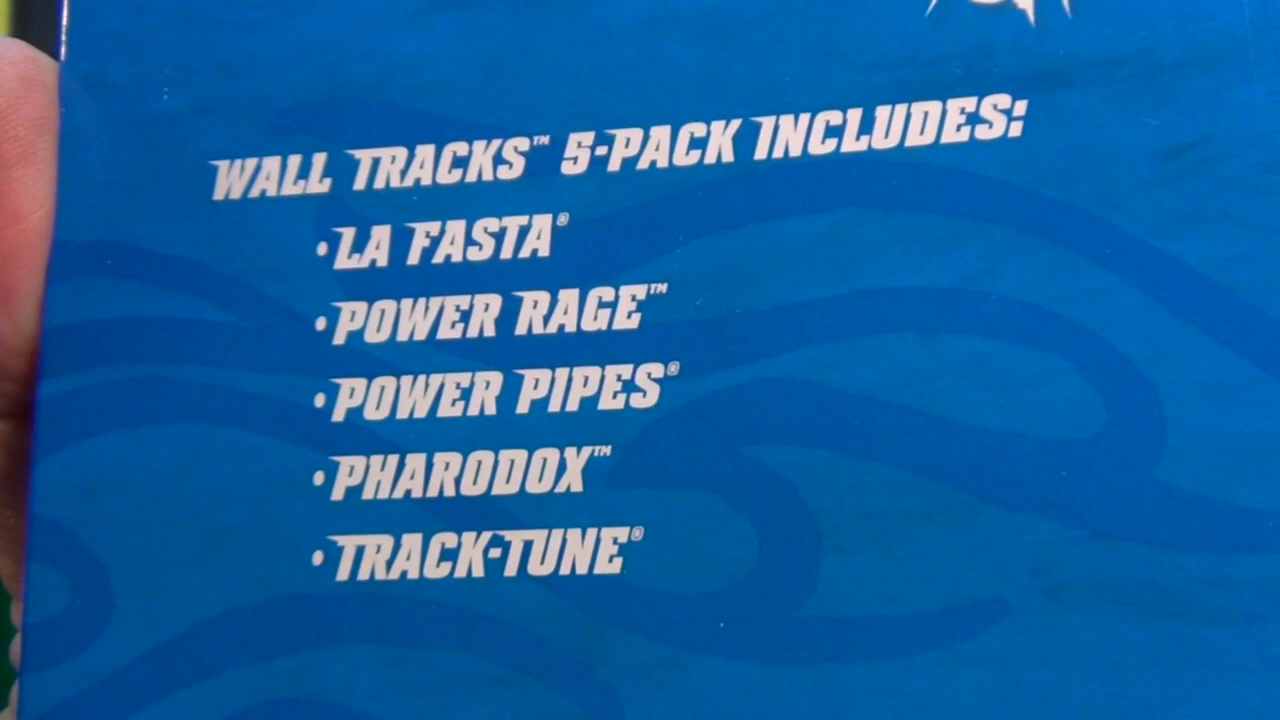 WALL TRACKS™ 5-PACK INCLUDES:
•LA FASTA®
•POWER RAGE™
•POWER PIPES®
•PHARODOX™
•TRACK-TUNE®